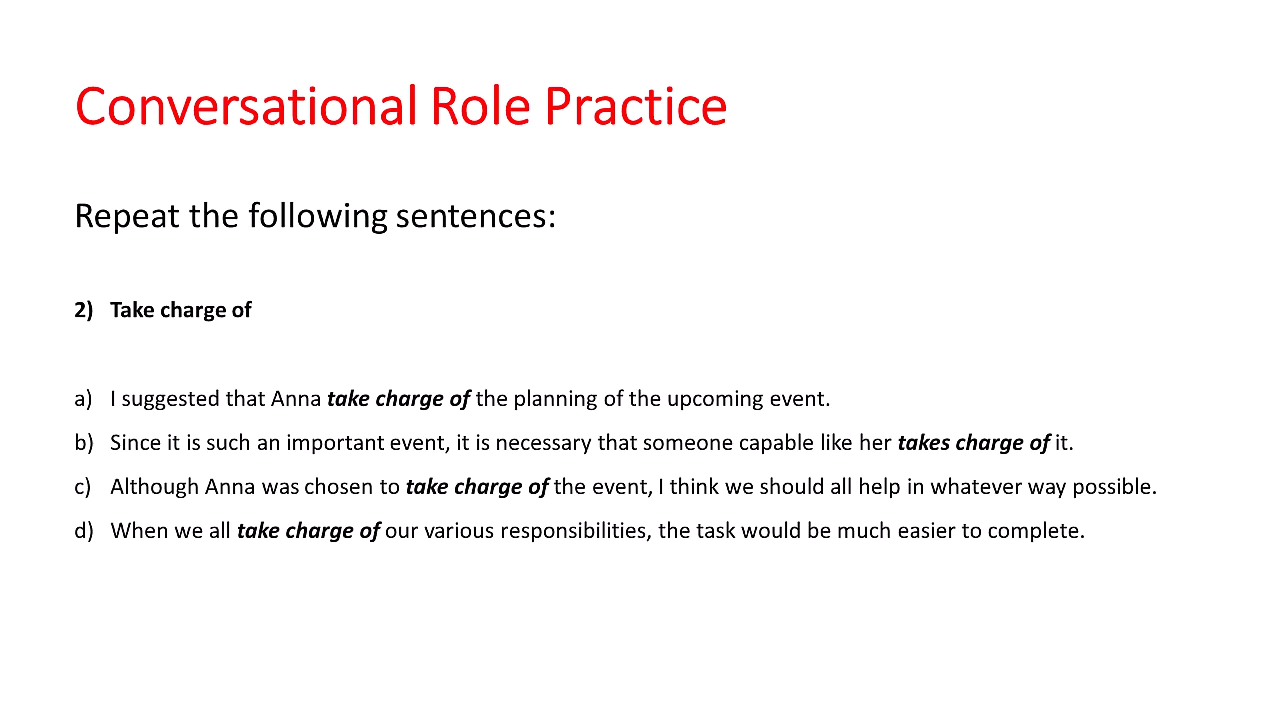 Conversational Role Practice
Repeat the following sentences:
2) Take charge of
a) I suggested that Anna take charge of the planning of the upcoming event.
b) Since it is such an important event, it is necessary that someone capable like her takes charge of it.
c) Although Anna was chosen to take charge of the event, I think we should all help in whatever way possible.
d) When we all take charge of our various responsibilities, the task would be much easier to complete.